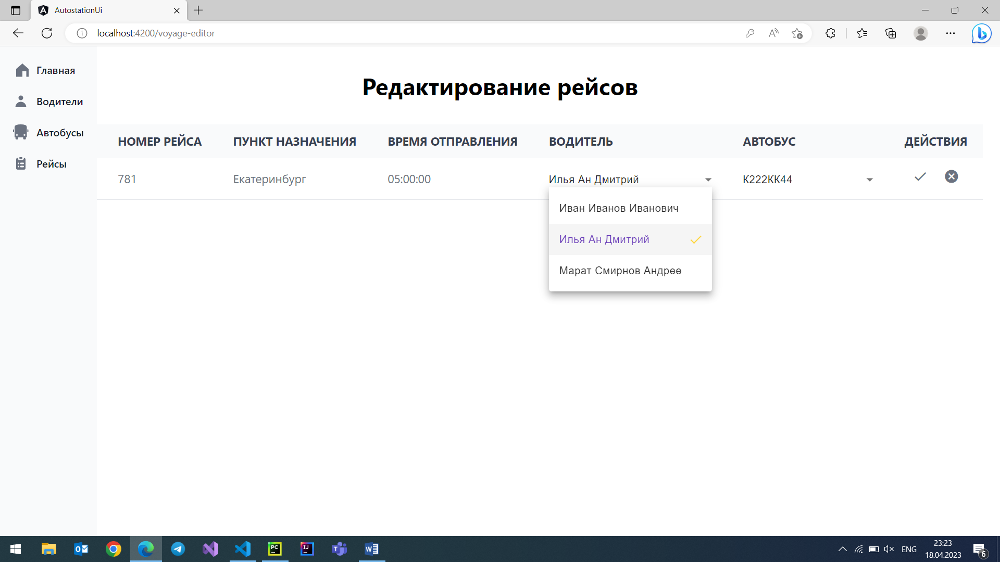 AutostationUi
localhost:4200/voyage-editor
Главная
Водители
Автобусы
Рейсы
Редактирование рейсов
НОМЕР РЕЙСА ПУНКТ НАЗНАЧЕНИЯ ВРЕМЯ ОТПРАВЛЕНИЯ ВОДИТЕЛЬ АВТОБУС ДЕЙСТВИЯ
781 Екатеринбург 05:00:00 Илья Ан Дмитрий К222КК44
Иван Иванов Иванович
Илья Ан Дмитрий
Марат Смирнов Андрее
ENG
23:23
18.04.2023
6